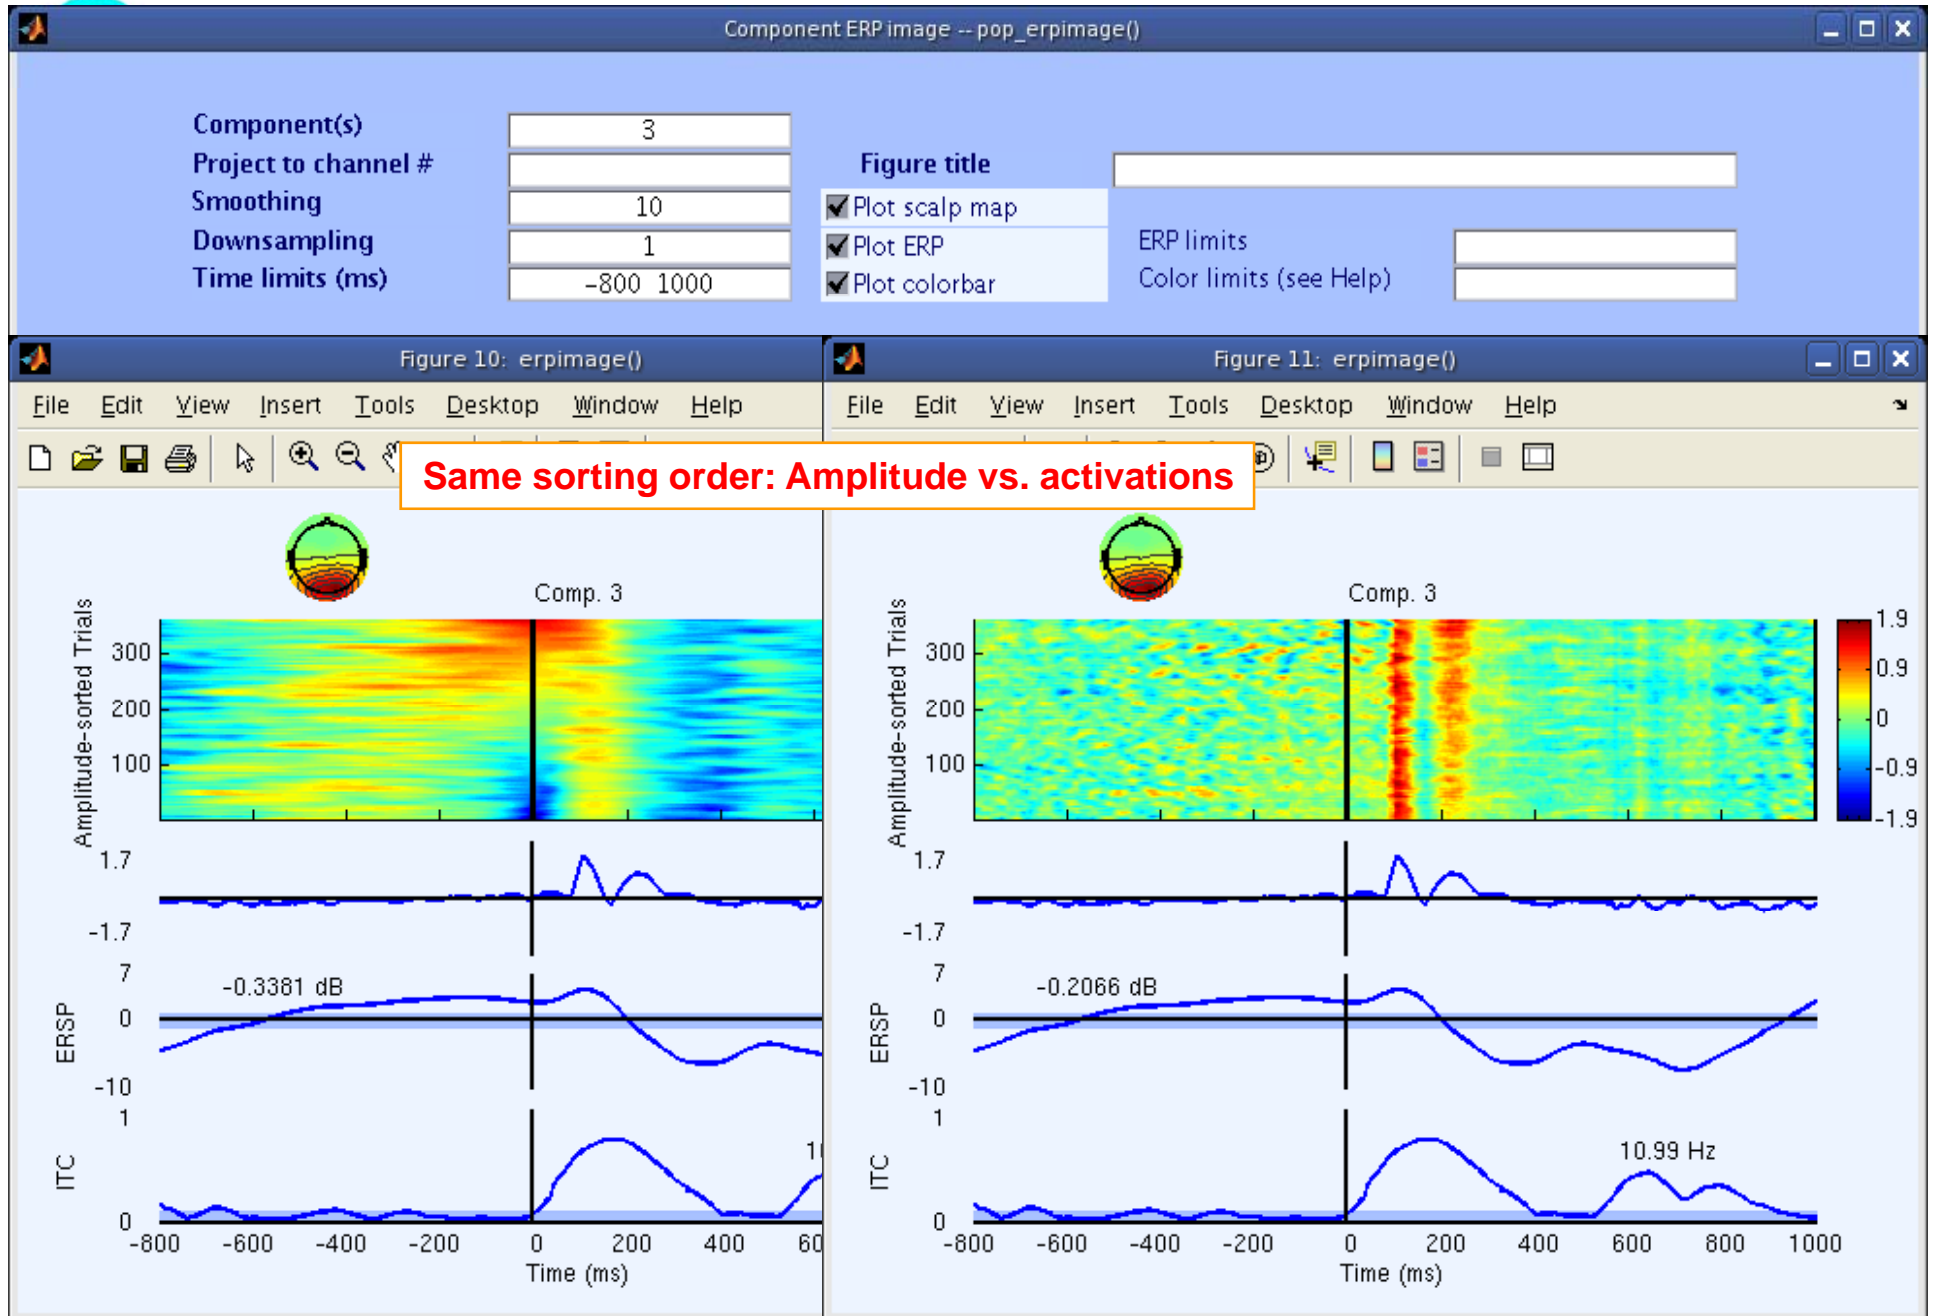 Component ERP image -- pop_erpimage()
Component(s) 3
Project to channel # Figure title
Smoothing 10 Plot scalp map
Downsampling 1 Plot ERP ERP limits
Time limits (ms) -800 1000 Plot colorbar Color limits (see Help)
Figure 10: erpimage()
File Edit View Insert Tools Desktop Window Help
Figure 11: erpimage()
File Edit View Insert Tools Desktop Window Help
Same sorting order: Amplitude vs. activations
Comp. 3
Amplitude-sorted Trials
300
200
100
1.7
-1.7
7
-0.3381 dB
ERSP
0
-10
1
ITC
0
-800 -600 -400 -200 0 200 400 60
Time (ms)
Comp. 3
Amplitude-sorted Trials
300
200
100
1.9
0.9
0
-0.9
-1.9
1.7
-1.7
7
-0.2066 dB
ERSP
0
-10
1
10.99 Hz
ITC
0
-800 -600 -400 -200 0 200 400 600 800 1000
Time (ms)